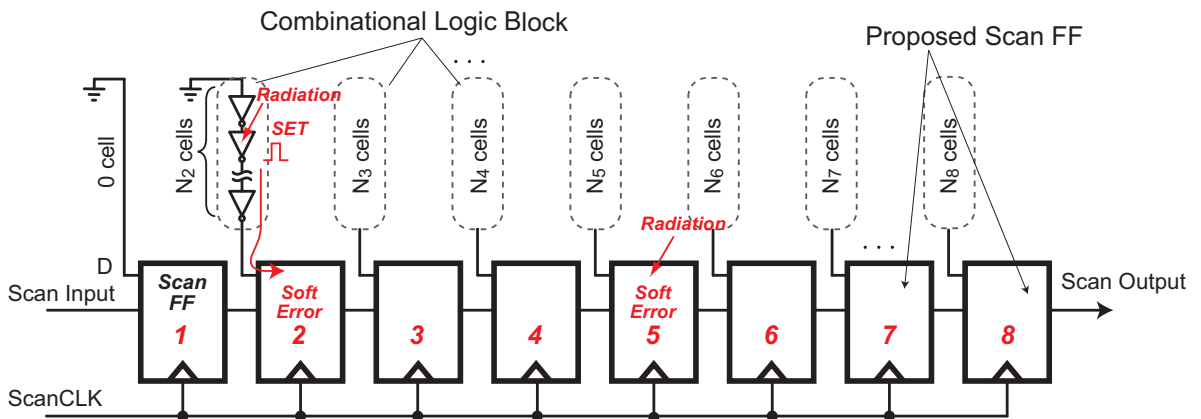 Combinational Logic Block
Proposed Scan FF
. . .
Radiation
SET
0 cell
N2 cells
N3 cells
N4 cells
N5 cells
N6 cells
N7 cells
N8 cells
Radiation
. . .
D
Scan Input
Scan FF
Soft Error
Soft Error
Scan Output
1
2
3
4
5
6
7
8
ScanCLK